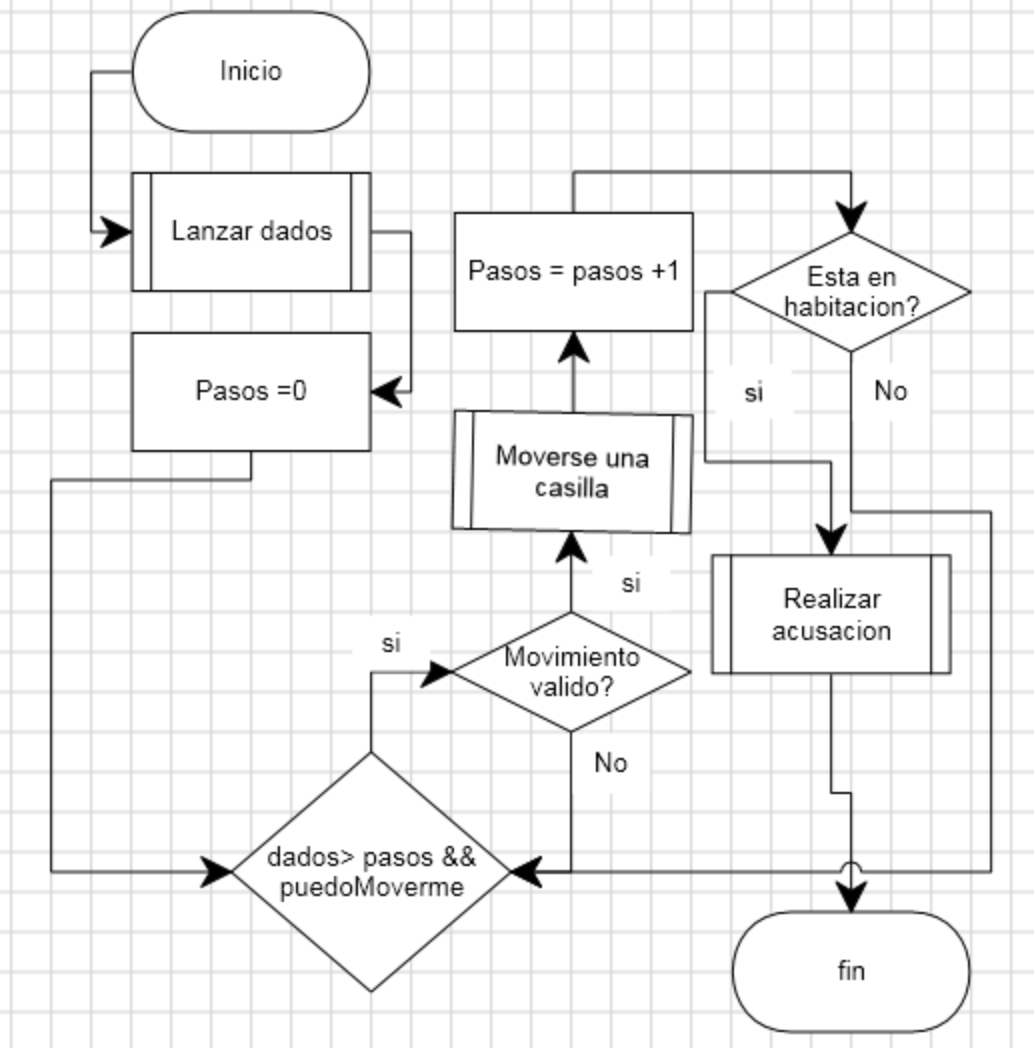 Inicio
Lanzar dados
Pasos =0
Pasos = pasos +1
Esta en
habitacion?
si
No
Moverse una
casilla
si
Realizar
acusacion
si
Movimiento
valido?
No
dados> pasos &&
puedoMoverme
fin